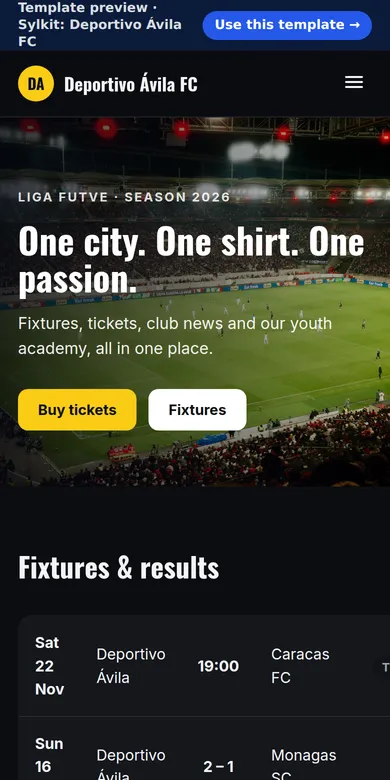 Template preview ·
Sylkit: Deportivo Ávila
FC
Use this template →
DA
Deportivo Ávila FC
LIGA FUTVE · SEASON 2026
One city. One shirt. One
passion.
Fixtures, tickets, club news and our youth
academy, all in one place.
Buy tickets
Fixtures
Fixtures & results
Sat
22
Nov
Deportivo
Ávila
19:00
Caracas
FC
T
Sun
16
Deportivo
Ávila
2 – 1
Monagas
SC